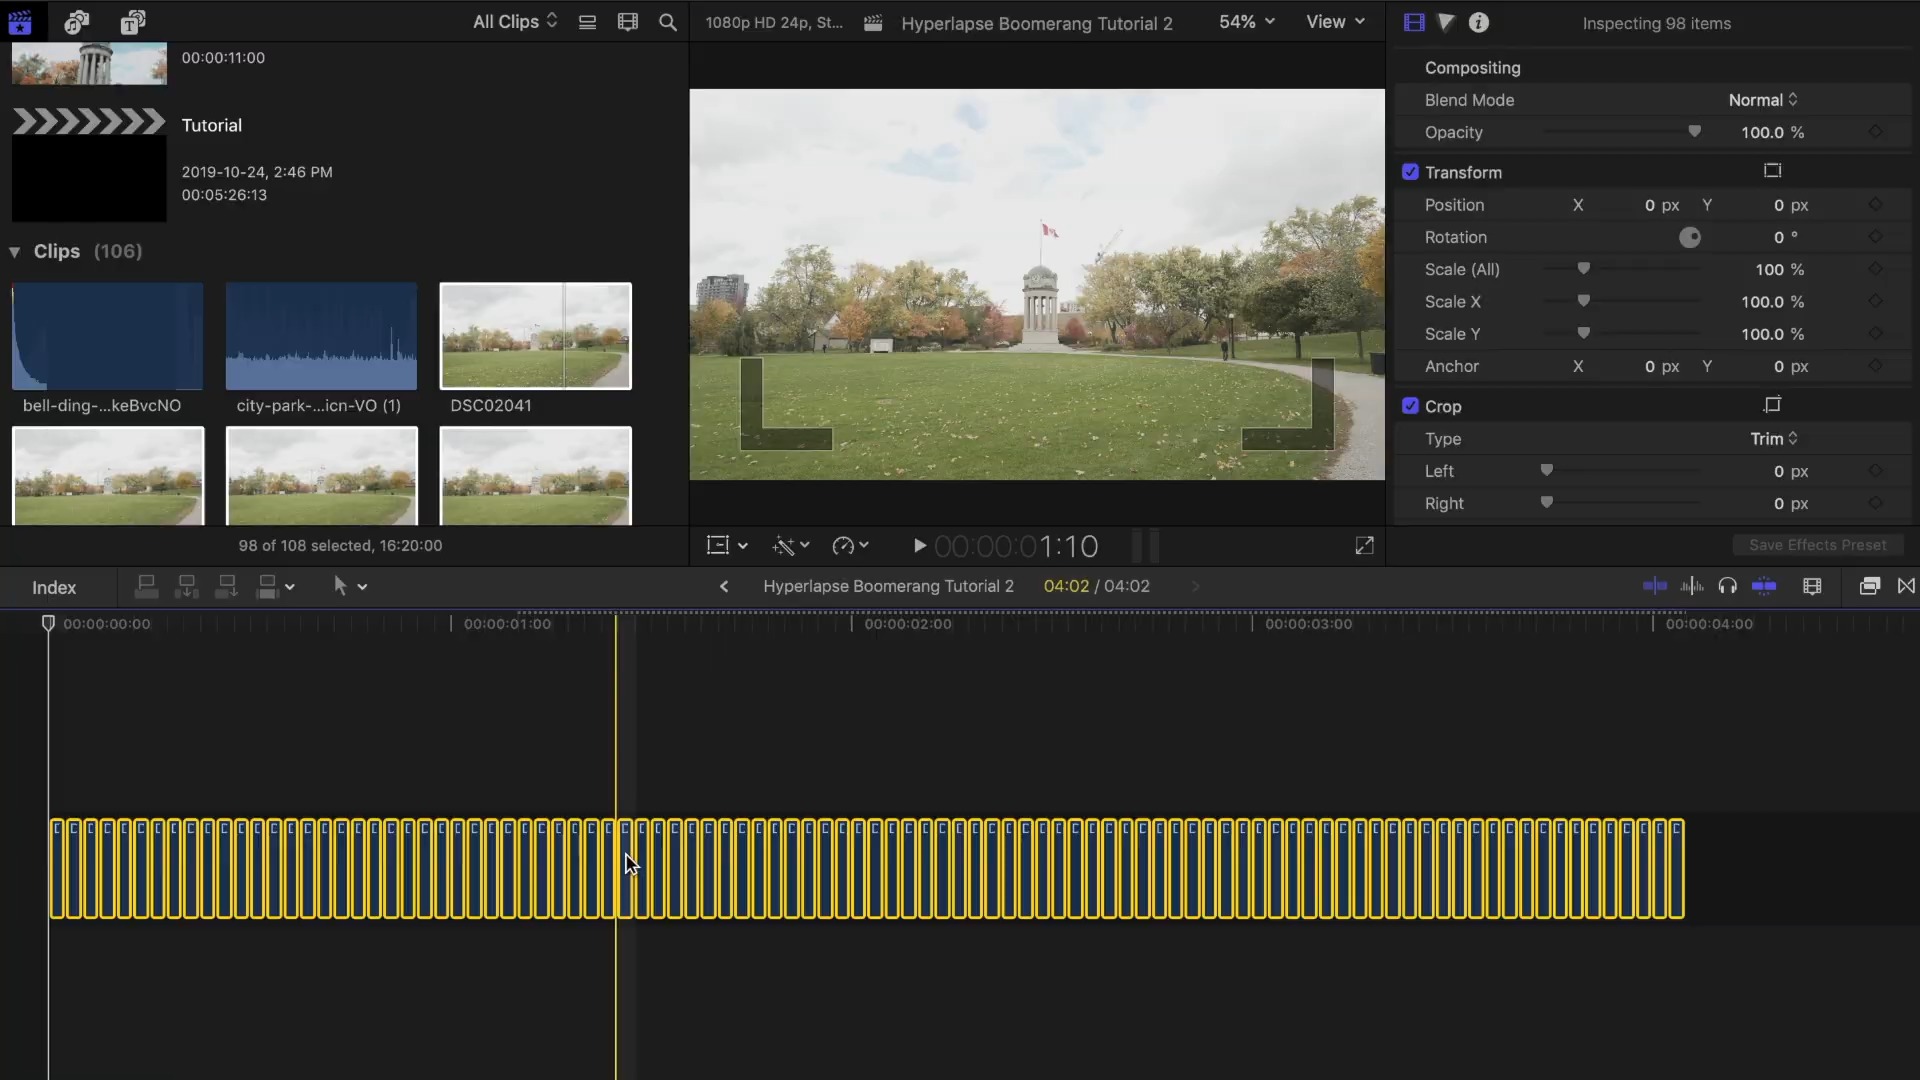 All Clips
1080p HD 24p, St...
Hyperlapse Boomerang Tutorial 2
54%
View
Inspecting 98 items
00:00:11:00
Tutorial
2019-10-24, 2:46 PM
00:05:26:13
Clips (106)
bell-ding-...keBvcNO
city-park-...icn-VO (1)
DSC02041
98 of 108 selected, 16:20:00
00:00:01:10
Compositing
Blend Mode Normal
Opacity 100.0 %
Transform
Position X 0 px Y 0 px
Rotation 0 °
Scale (All) 100 %
Scale X 100.0 %
Scale Y 100.0 %
Anchor X 0 px Y 0 px
Crop
Type Trim
Left 0 px
Right 0 px
Save Effects Preset
Index
Hyperlapse Boomerang Tutorial 2 04:02 / 04:02
00:00:00:00 00:00:01:00 00:00:02:00 00:00:03:00 00:00:04:00